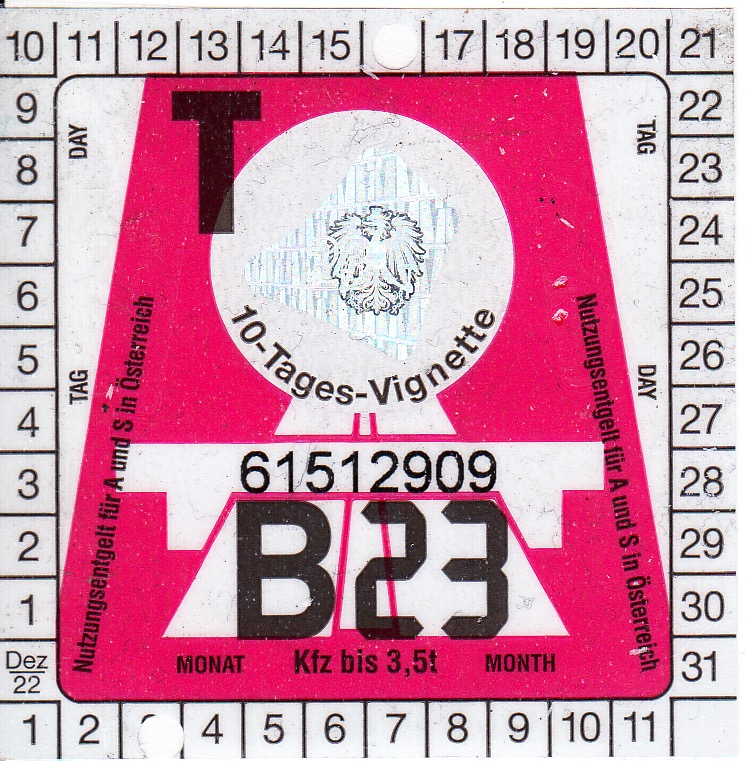 10 11 12 13 14 15 17 18 19 20 21
9
8
7
6
5
4
3
2
1
Dez
22
22
23
24
25
26
27
28
29
30
31
DAY
TAG
TAG
DAY
T
10-Tages-Vignette
Nutzungsentgelt für A und S in Österreich
Nutzungsentgelt für A und S in Österreich
61512909
B23
MONAT Kfz bis 3,5t MONTH
1 2 4 5 6 7 8 9 10 11